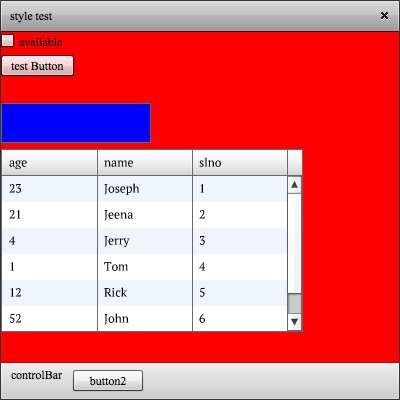 style test
available
test Button
age name slno
23 Joseph 1
21 Jeena 2
4 Jerry 3
1 Tom 4
12 Rick 5
52 John 6
controlBar button2